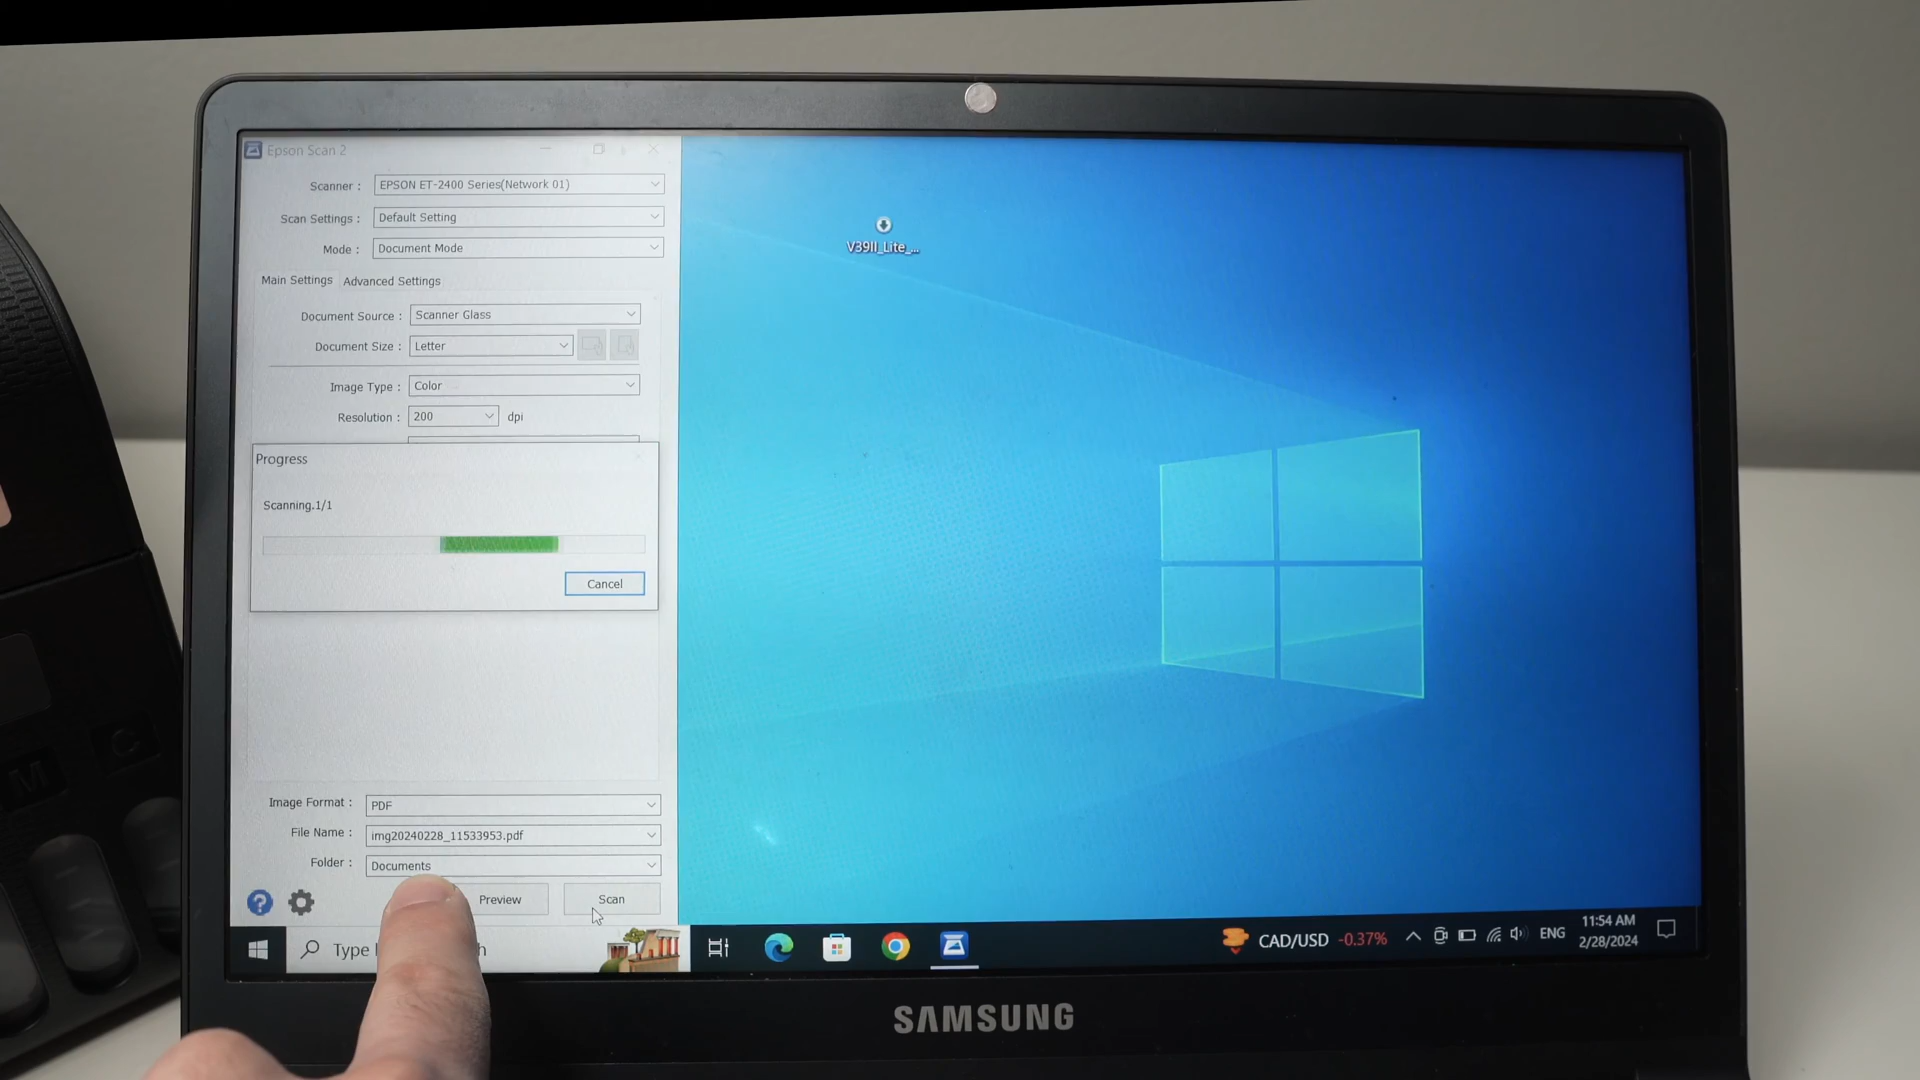 Epson Scan 2
Scanner : EPSON ET-2400 Series(Network 01)
Scan Settings : Default Setting
Mode : Document Mode
Main Settings Advanced Settings
Document Source : Scanner Glass
Document Size : Letter
Image Type : Color
Resolution : 200 dpi
Progress
Scanning.1/1
Cancel
Image Format : PDF
File Name : img20240228_11533953.pdf
Folder : Documents
Preview Scan
V39II_Lite_...
Type
CAD/USD -0.37% ENG 11:54 AM
2/28/2024
SAMSUNG
M C